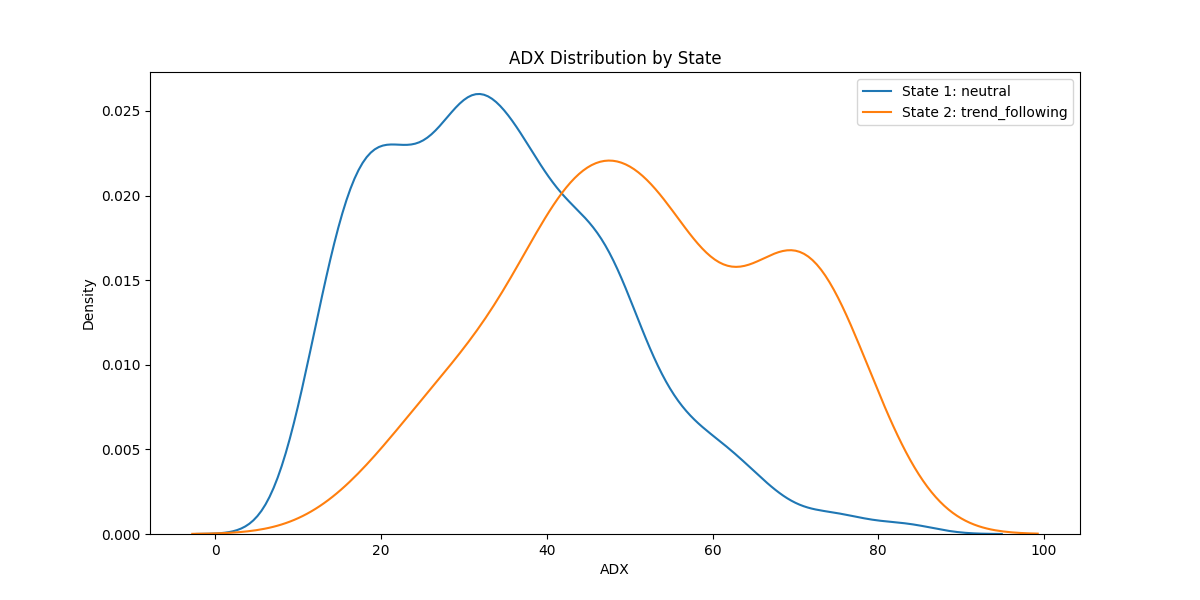 ADX Distribution by State
State 1: neutral
State 2: trend_following
Density
0.025
0.020
0.015
0.010
0.005
0.000
0 20 40 60 80 100
ADX